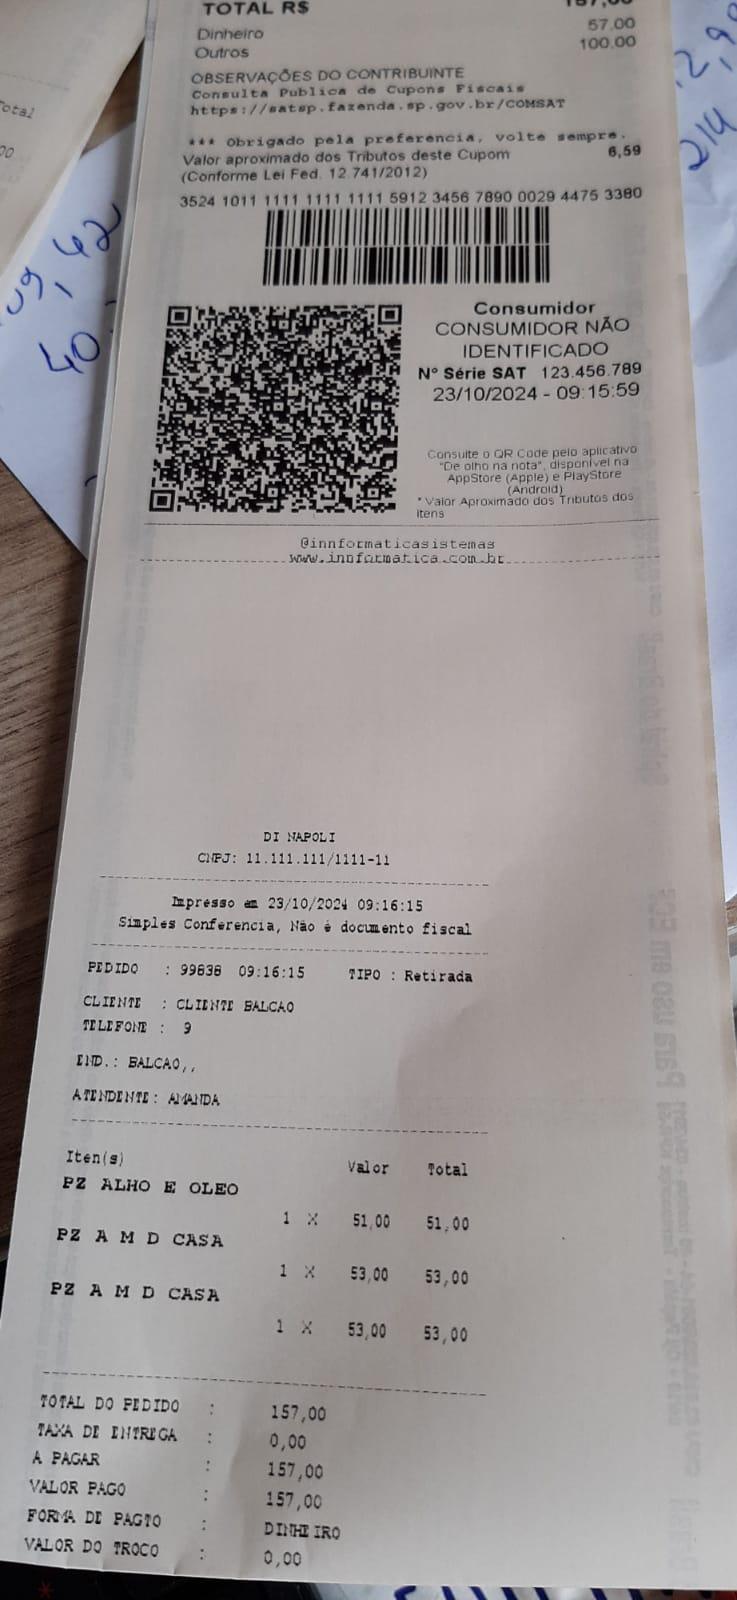 TOTAL R$ 157,00
Dinheiro 57.00
Outros 100.00
OBSERVAÇÕES DO CONTRIBUINTE
Consulta Publica de Cupons Fiscais
https://satsp.fazenda.sp.gov.br/COMSAT
*** Obrigado pela preferencia, volte sempre.
Valor aproximado dos Tributos deste Cupom 6,59
(Conforme Lei Fed. 12.741/2012)
3524 1011 1111 1111 1111 5912 3456 7890 0029 4475 3380
Consumidor
CONSUMIDOR NÃO
IDENTIFICADO
Nº Série SAT 123.456.789
23/10/2024 - 09:15:59
Consulte o QR Code pelo aplicativo
"De olho na nota", disponível na
AppStore (Apple) e PlayStore
(Android)
* Valor Aproximado dos Tributos dos
itens
@innformaticasistemas
www.innformatica.com.br
DI NAPOLI
CNPJ: 11.111.111/1111-11
Impresso em 23/10/2024 09:16:15
Simples Conferencia, Não é documento fiscal
PEDIDO : 99838 09:16:15 TIPO : Retirada
CLIENTE : CLIENTE BALCAO
TELEFONE : 9
END.: BALCAO,,
ATENDENTE: AMANDA
Iten(s) Valor Total
PZ ALHO E OLEO
1 X 51,00 51,00
PZ A M D CASA
1 X 53,00 53,00
PZ A M D CASA
1 X 53,00 53,00
TOTAL DO PEDIDO : 157,00
TAXA DE ENTREGA : 0,00
A PAGAR : 157,00
VALOR PAGO : 157,00
FORMA DE PAGTO : DINHEIRO
VALOR DO TROCO : 0,00